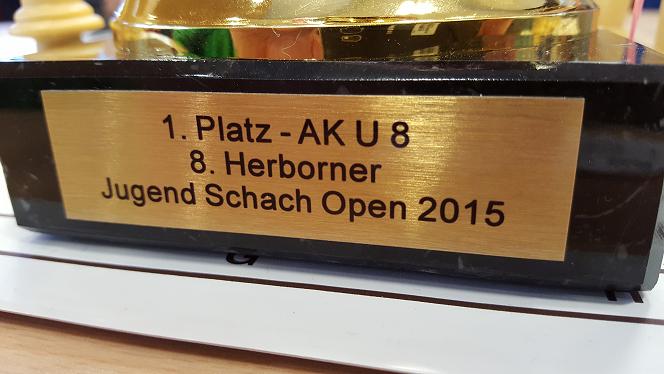 1. Platz - AK U 8
8. Herborner
Jugend Schach Open 2015
G
H